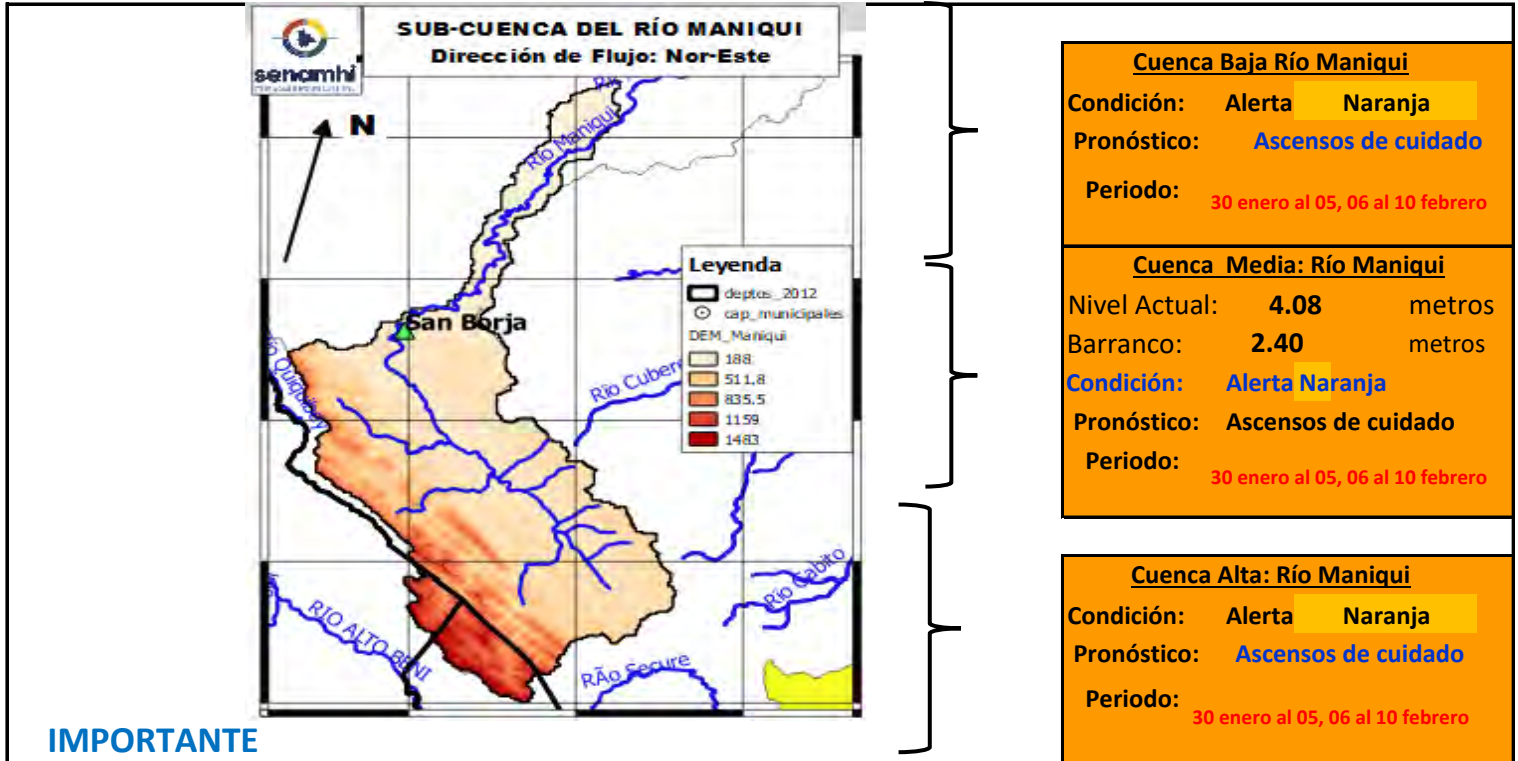 senamhi
SUB-CUENCA DEL RÍO MANIQUI
Dirección de Flujo: Nor-Este
N
Río Maniqui
San Borja
Río Cubere
RIO ALTO BENI
RÃo Secure
Río Cabito
Leyenda
deptos_2012
cap_municipales
DEM_Maniqui
188
511.8
835.5
1159
1483
IMPORTANTE
Cuenca Baja Río Maniqui
Condición: Alerta Naranja
Pronóstico: Ascensos de cuidado
Periodo: 30 enero al 05, 06 al 10 febrero
Cuenca Media: Río Maniqui
Nivel Actual: 4.08 metros
Barranco: 2.40 metros
Condición: Alerta Naranja
Pronóstico: Ascensos de cuidado
Periodo: 30 enero al 05, 06 al 10 febrero
Cuenca Alta: Río Maniqui
Condición: Alerta Naranja
Pronóstico: Ascensos de cuidado
Periodo: 30 enero al 05, 06 al 10 febrero